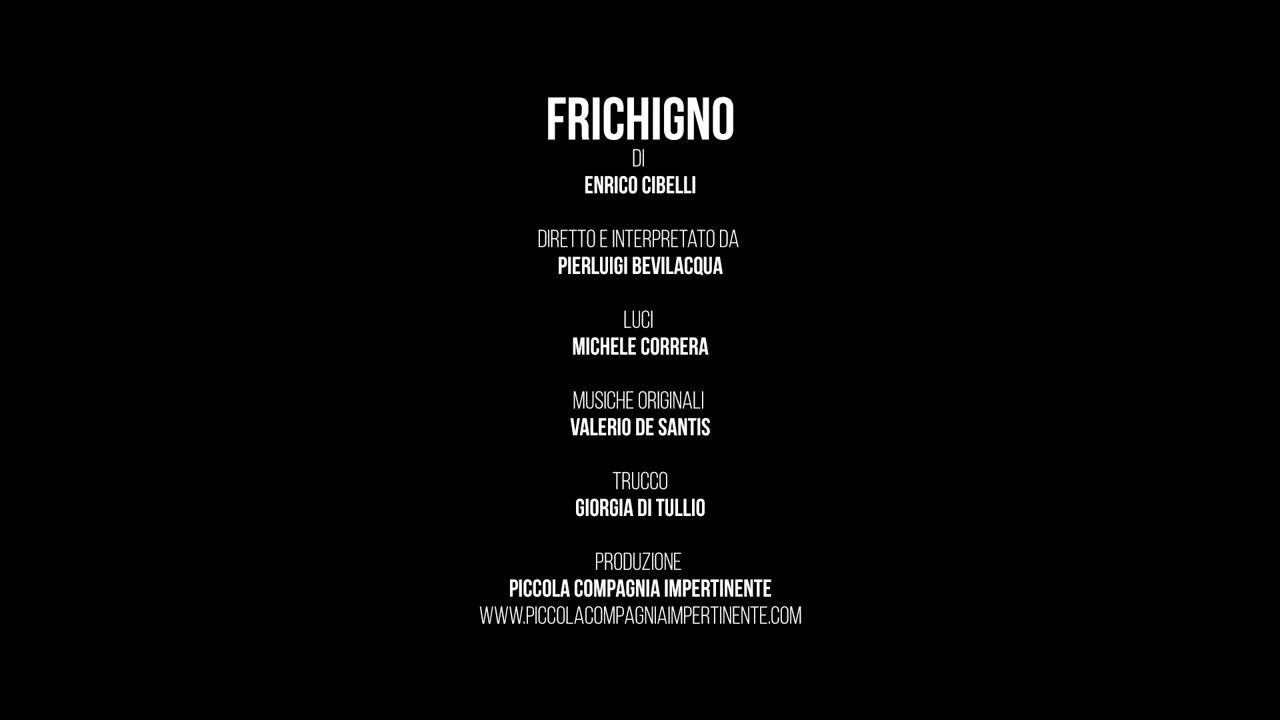 FRICHIGNO
DI
ENRICO CIBELLI
DIRETTO E INTERPRETATO DA
PIERLUIGI BEVILACQUA
LUCI
MICHELE CORRERA
MUSICHE ORIGINALI
VALERIO DE SANTIS
TRUCCO
GIORGIA DI TULLIO
PRODUZIONE
PICCOLA COMPAGNIA IMPERTINENTE
WWW.PICCOLACOMPAGNIAIMPERTINENTE.COM